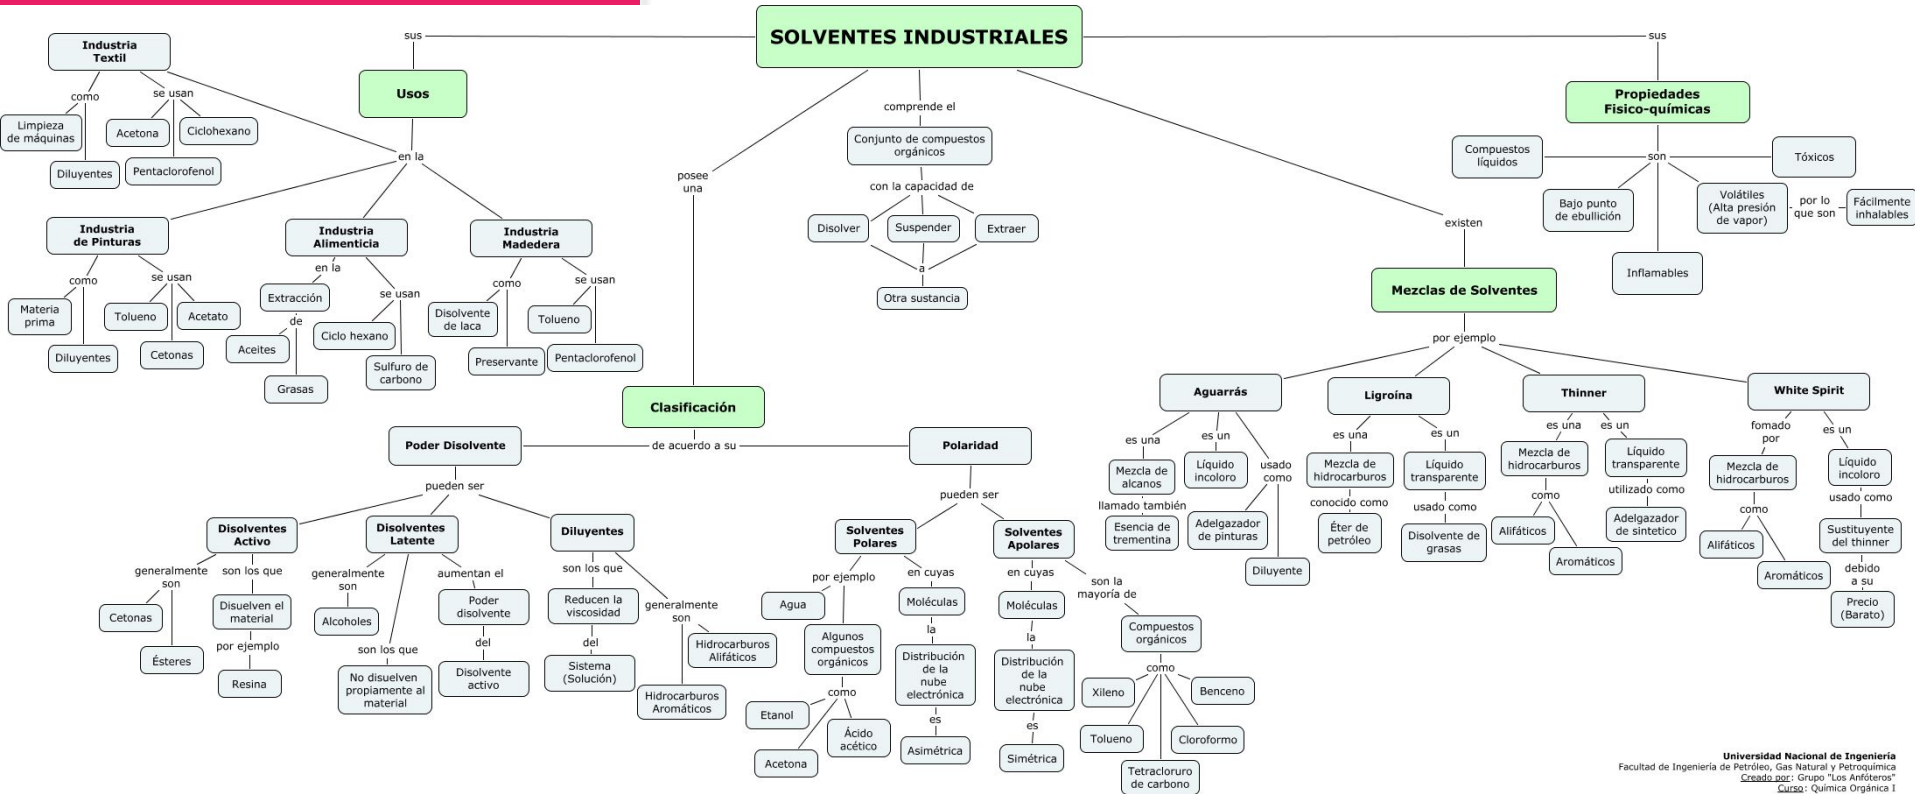 SOLVENTES INDUSTRIALES
sus
Usos
en la
Industria
Textil
como
Limpieza
de máquinas
Diluyentes
se usan
Acetona
Ciclohexano
Pentaclorofenol
Industria
de Pinturas
como
Materia
prima
Diluyentes
se usan
Tolueno
Acetato
Cetonas
Industria
Alimenticia
en la
Extracción
de
Aceites
Grasas
se usan
Ciclo hexano
Sulfuro de
carbono
Industria
Madedera
como
Disolvente
de laca
Preservante
se usan
Tolueno
Pentaclorofenol
comprende el
Conjunto de compuestos
orgánicos
con la capacidad de
Disolver
Suspender
Extraer
a
Otra sustancia
sus
Propiedades
Fisico-químicas
son
Compuestos
líquidos
Tóxicos
Bajo punto
de ebullición
Volátiles
(Alta presión
de vapor)
por lo
que son
Fácilmente
inhalables
Inflamables
posee
una
Clasificación
de acuerdo a su
Poder Disolvente
pueden ser
Disolventes
Activo
generalmente
son
Cetonas
Ésteres
son los que
Disuelven el
material
por ejemplo
Resina
Disolventes
Latente
generalmente
son
Alcoholes
son los que
No disuelven
propiamente al
material
aumentan el
Poder
disolvente
del
Disolvente
activo
Diluyentes
son los que
Reducen la
viscosidad
del
Sistema
(Solución)
generalmente
son
Hidrocarburos
Alifáticos
Hidrocarburos
Aromáticos
Polaridad
pueden ser
Solventes
Polares
por ejemplo
Agua
Algunos
compuestos
orgánicos
como
Etanol
Acetona
Ácido
acético
en cuyas
Moléculas
la
Distribución
de la
nube
electrónica
es
Asimétrica
Solventes
Apolares
en cuyas
Moléculas
la
Distribución
de la
nube
electrónica
es
Simétrica
son la
mayoría de
Compuestos
orgánicos
como
Xileno
Benceno
Tolueno
Cloroformo
Tetracloruro
de carbono
existen
Mezclas de Solventes
por ejemplo
Aguarrás
es una
Mezcla de
alcanos
llamado también
Esencia de
trementina
es un
Líquido
incoloro
usado
como
Adelgazador
de pinturas
Diluyente
Ligroína
es una
Mezcla de
hidrocarburos
conocido como
Éter de
petróleo
es un
Líquido
transparente
usado como
Disolvente de
grasas
Thinner
es una
Mezcla de
hidrocarburos
como
Alifáticos
Aromáticos
es un
Líquido
transparente
utilizado como
Adelgazador
de sintetico
White Spirit
fomado
por
Mezcla de
hidrocarburos
como
Alifáticos
Aromáticos
es un
Líquido
incoloro
usado como
Sustituyente
del thinner
debido
a su
Precio
(Barato)
Universidad Nacional de Ingeniería
Facultad de Ingeniería de Petróleo, Gas Natural y Petroquímica
Creado por: Grupo "Los Anfóteros"
Curso: Química Orgánica I